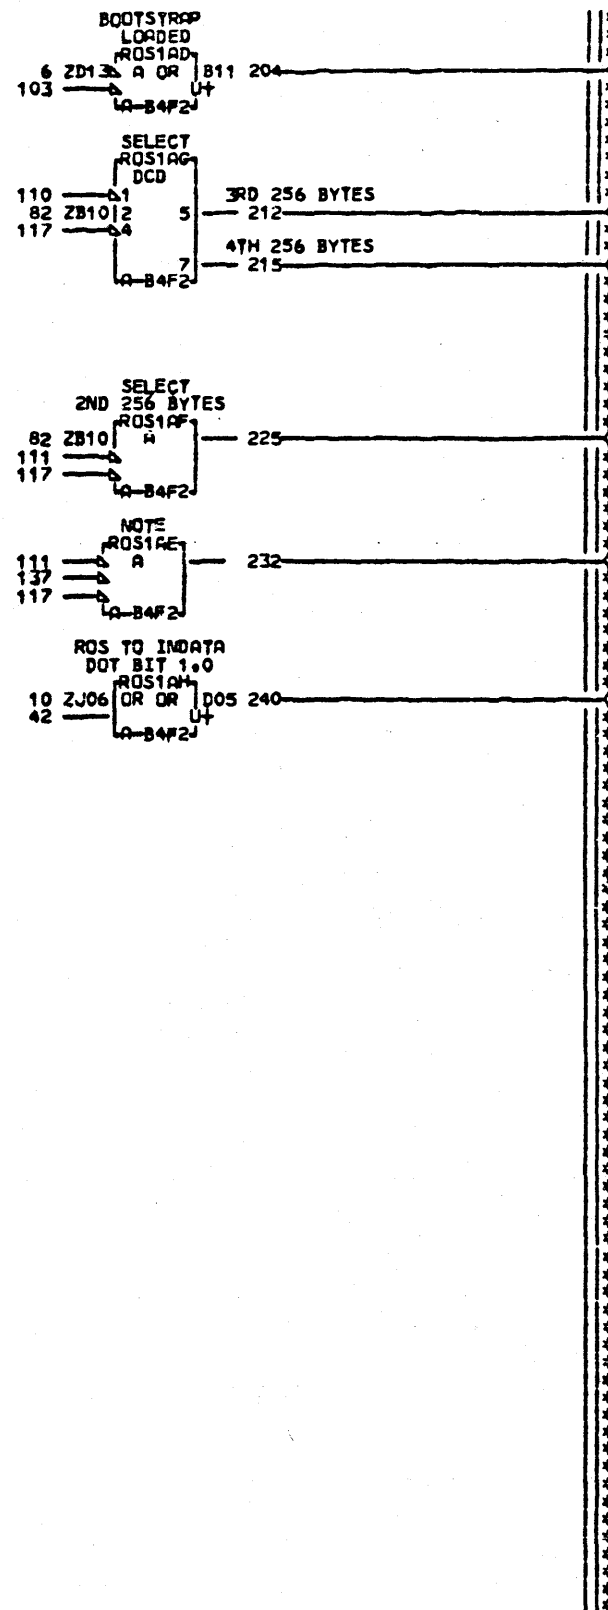 BOOTSTRAP
LOADED
ROS1AD
6 ZD13 A OR B11 204
103 U+
A-B4F2
SELECT
ROS1AG
DCD
110 1 3RD 256 BYTES
82 ZB10 2 5 212
117 4
4TH 256 BYTES
7 215
A-B4F2
SELECT
2ND 256 BYTES
ROS1AF
82 ZB10 A 225
111
117
A-B4F2
NOTE
ROS1AE
111 A 232
137
117
A-B4F2
ROS TO INDATA
DOT BIT 1.0
ROS1AH
10 ZJ06 OR OR D05 240
42 U+
A-B4F2